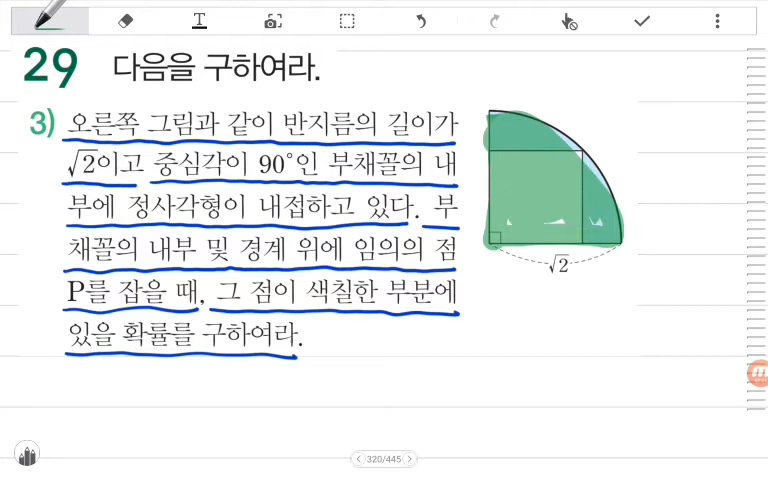 T
29 다음을 구하여라.
3) 오른쪽 그림과 같이 반지름의 길이가
√2이고 중심각이 90°인 부채꼴의 내
부에 정사각형이 내접하고 있다. 부
채꼴의 내부 및 경계 위에 임의의 점
P를 잡을 때, 그 점이 색칠한 부분에
있을 확률를 구하여라.
√2
320/445